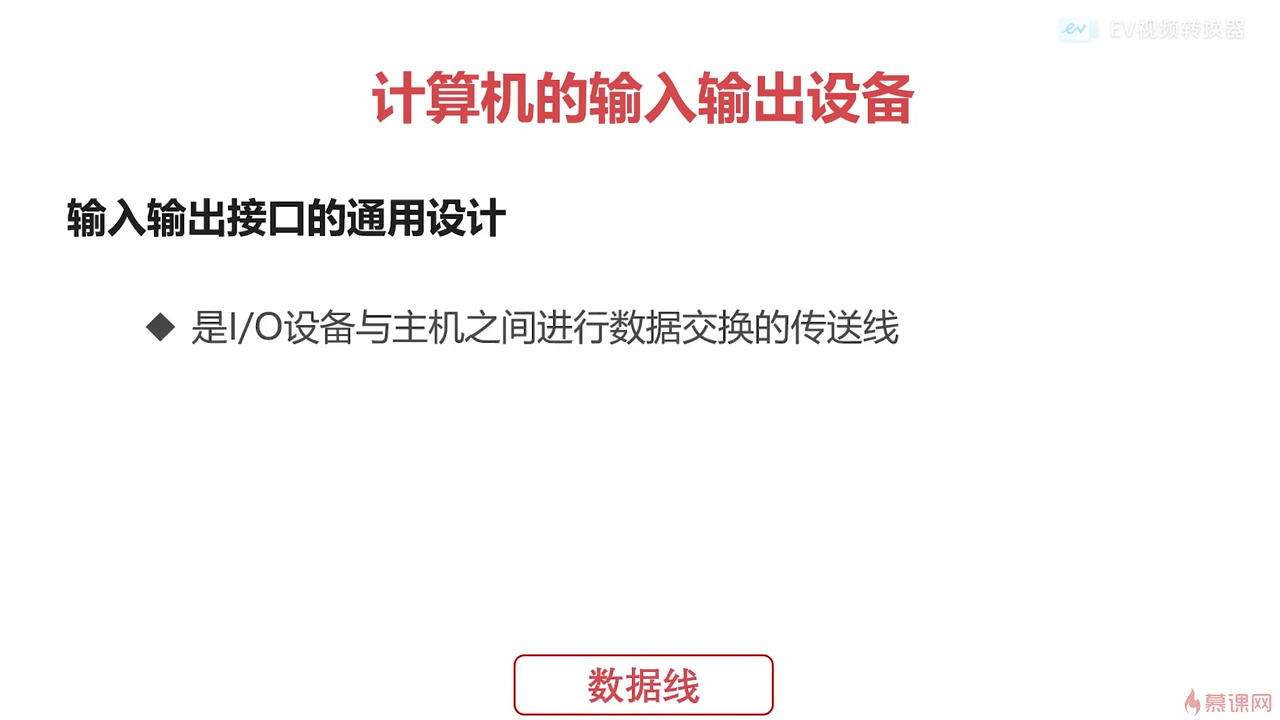 ev EV视频转换器
计算机的输入输出设备
输入输出接口的通用设计
◆ 是I/O设备与主机之间进行数据交换的传送线
数据线
慕课网